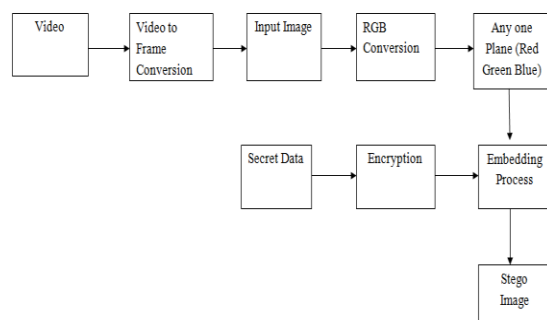 Video
Video to
Frame
Conversion
Input Image
RGB
Conversion
Any one
Plane (Red
Green Blue)
Secret Data
Encryption
Embedding
Process
Stego
Image